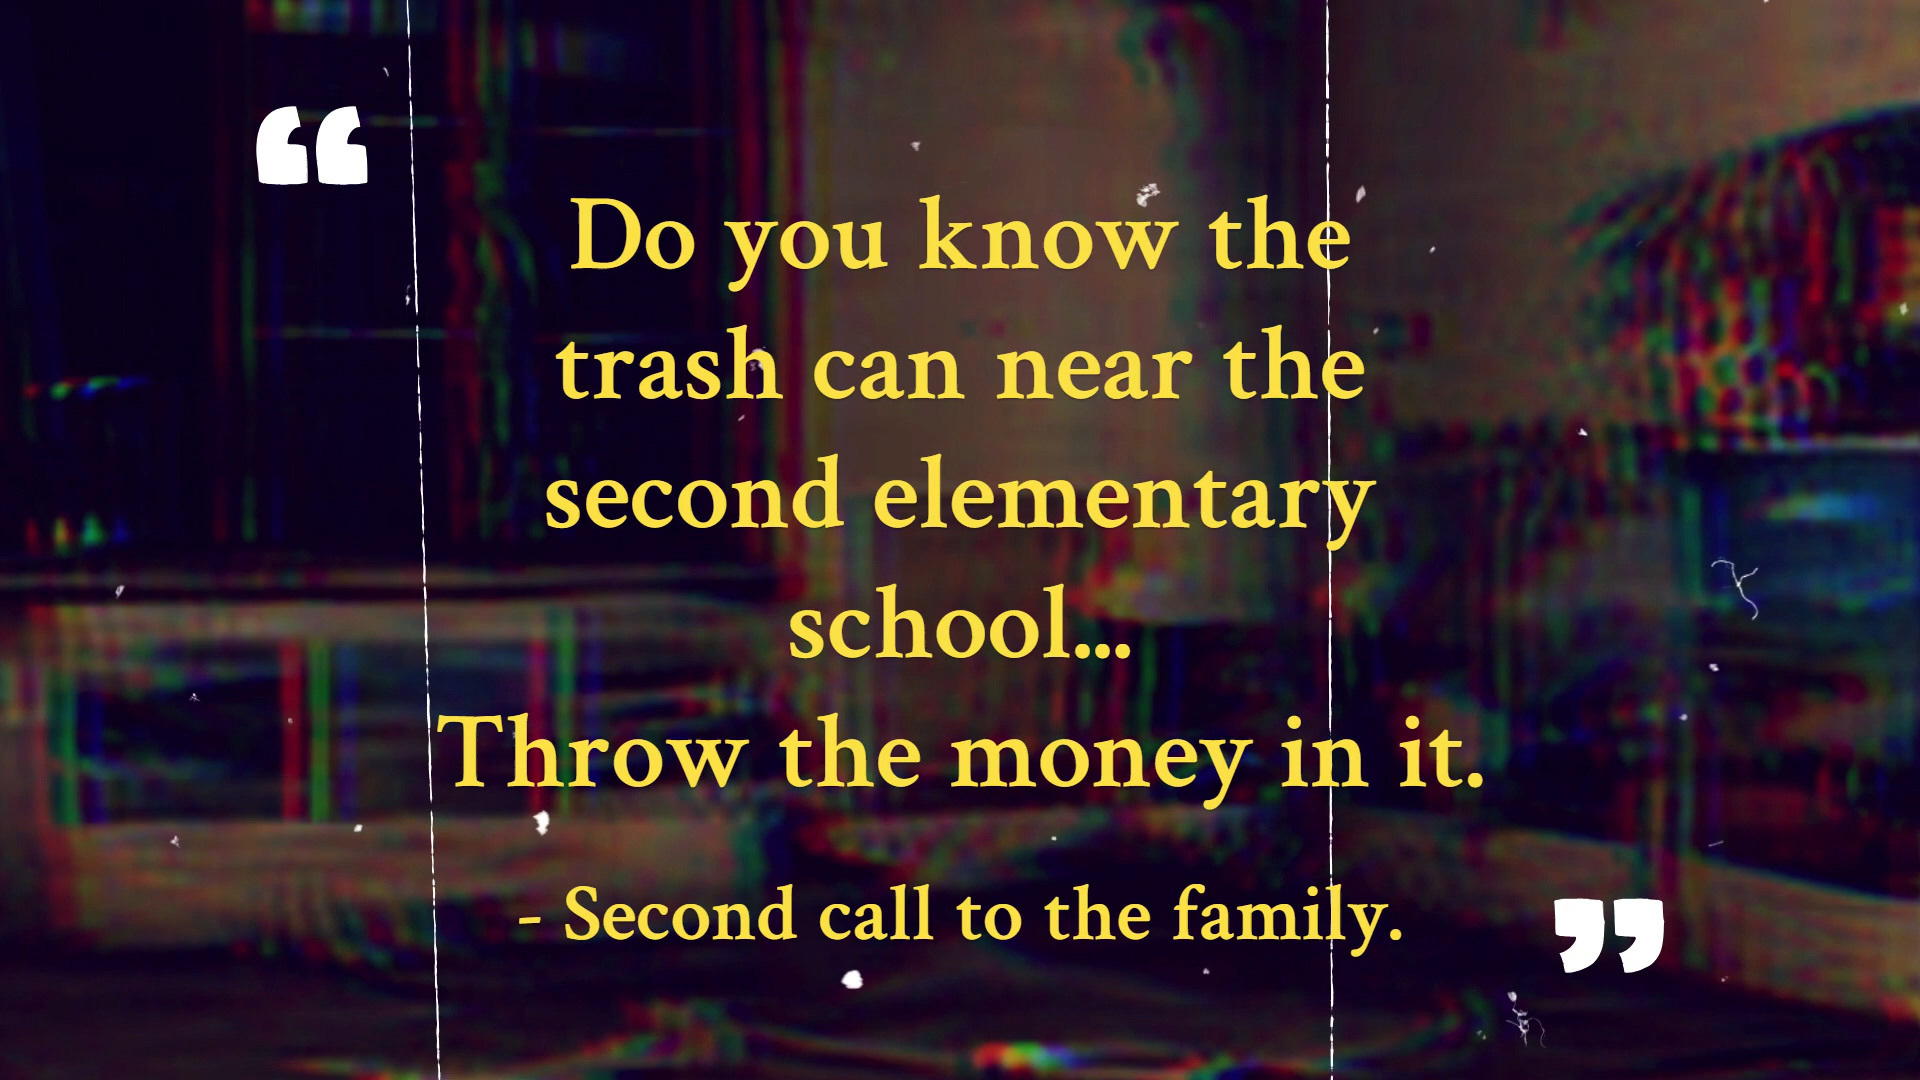 “
Do you know the
trash can near the
second elementary
school...
Throw the money in it.
- Second call to the family.
”